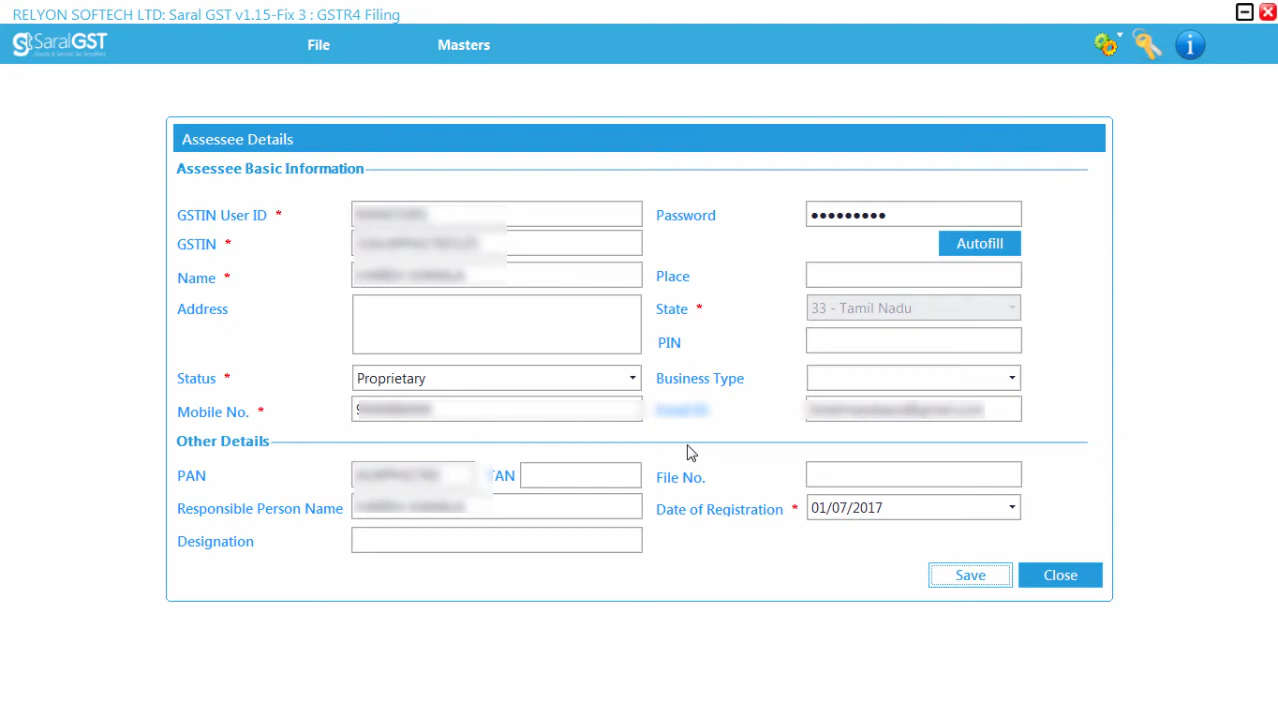 RELYON SOFTECH LTD: Saral GST v1.15-Fix 3 : GSTR4 Filing
SaralGST File Masters
Assessee Details
Assessee Basic Information
GSTIN User ID * Password ●●●●●●●●●
GSTIN * Autofill
Name * Place
Address State * 33 - Tamil Nadu
PIN
Status * Proprietary Business Type
Mobile No. * 9
Other Details
PAN TAN File No.
Responsible Person Name Date of Registration * 01/07/2017
Designation
Save Close